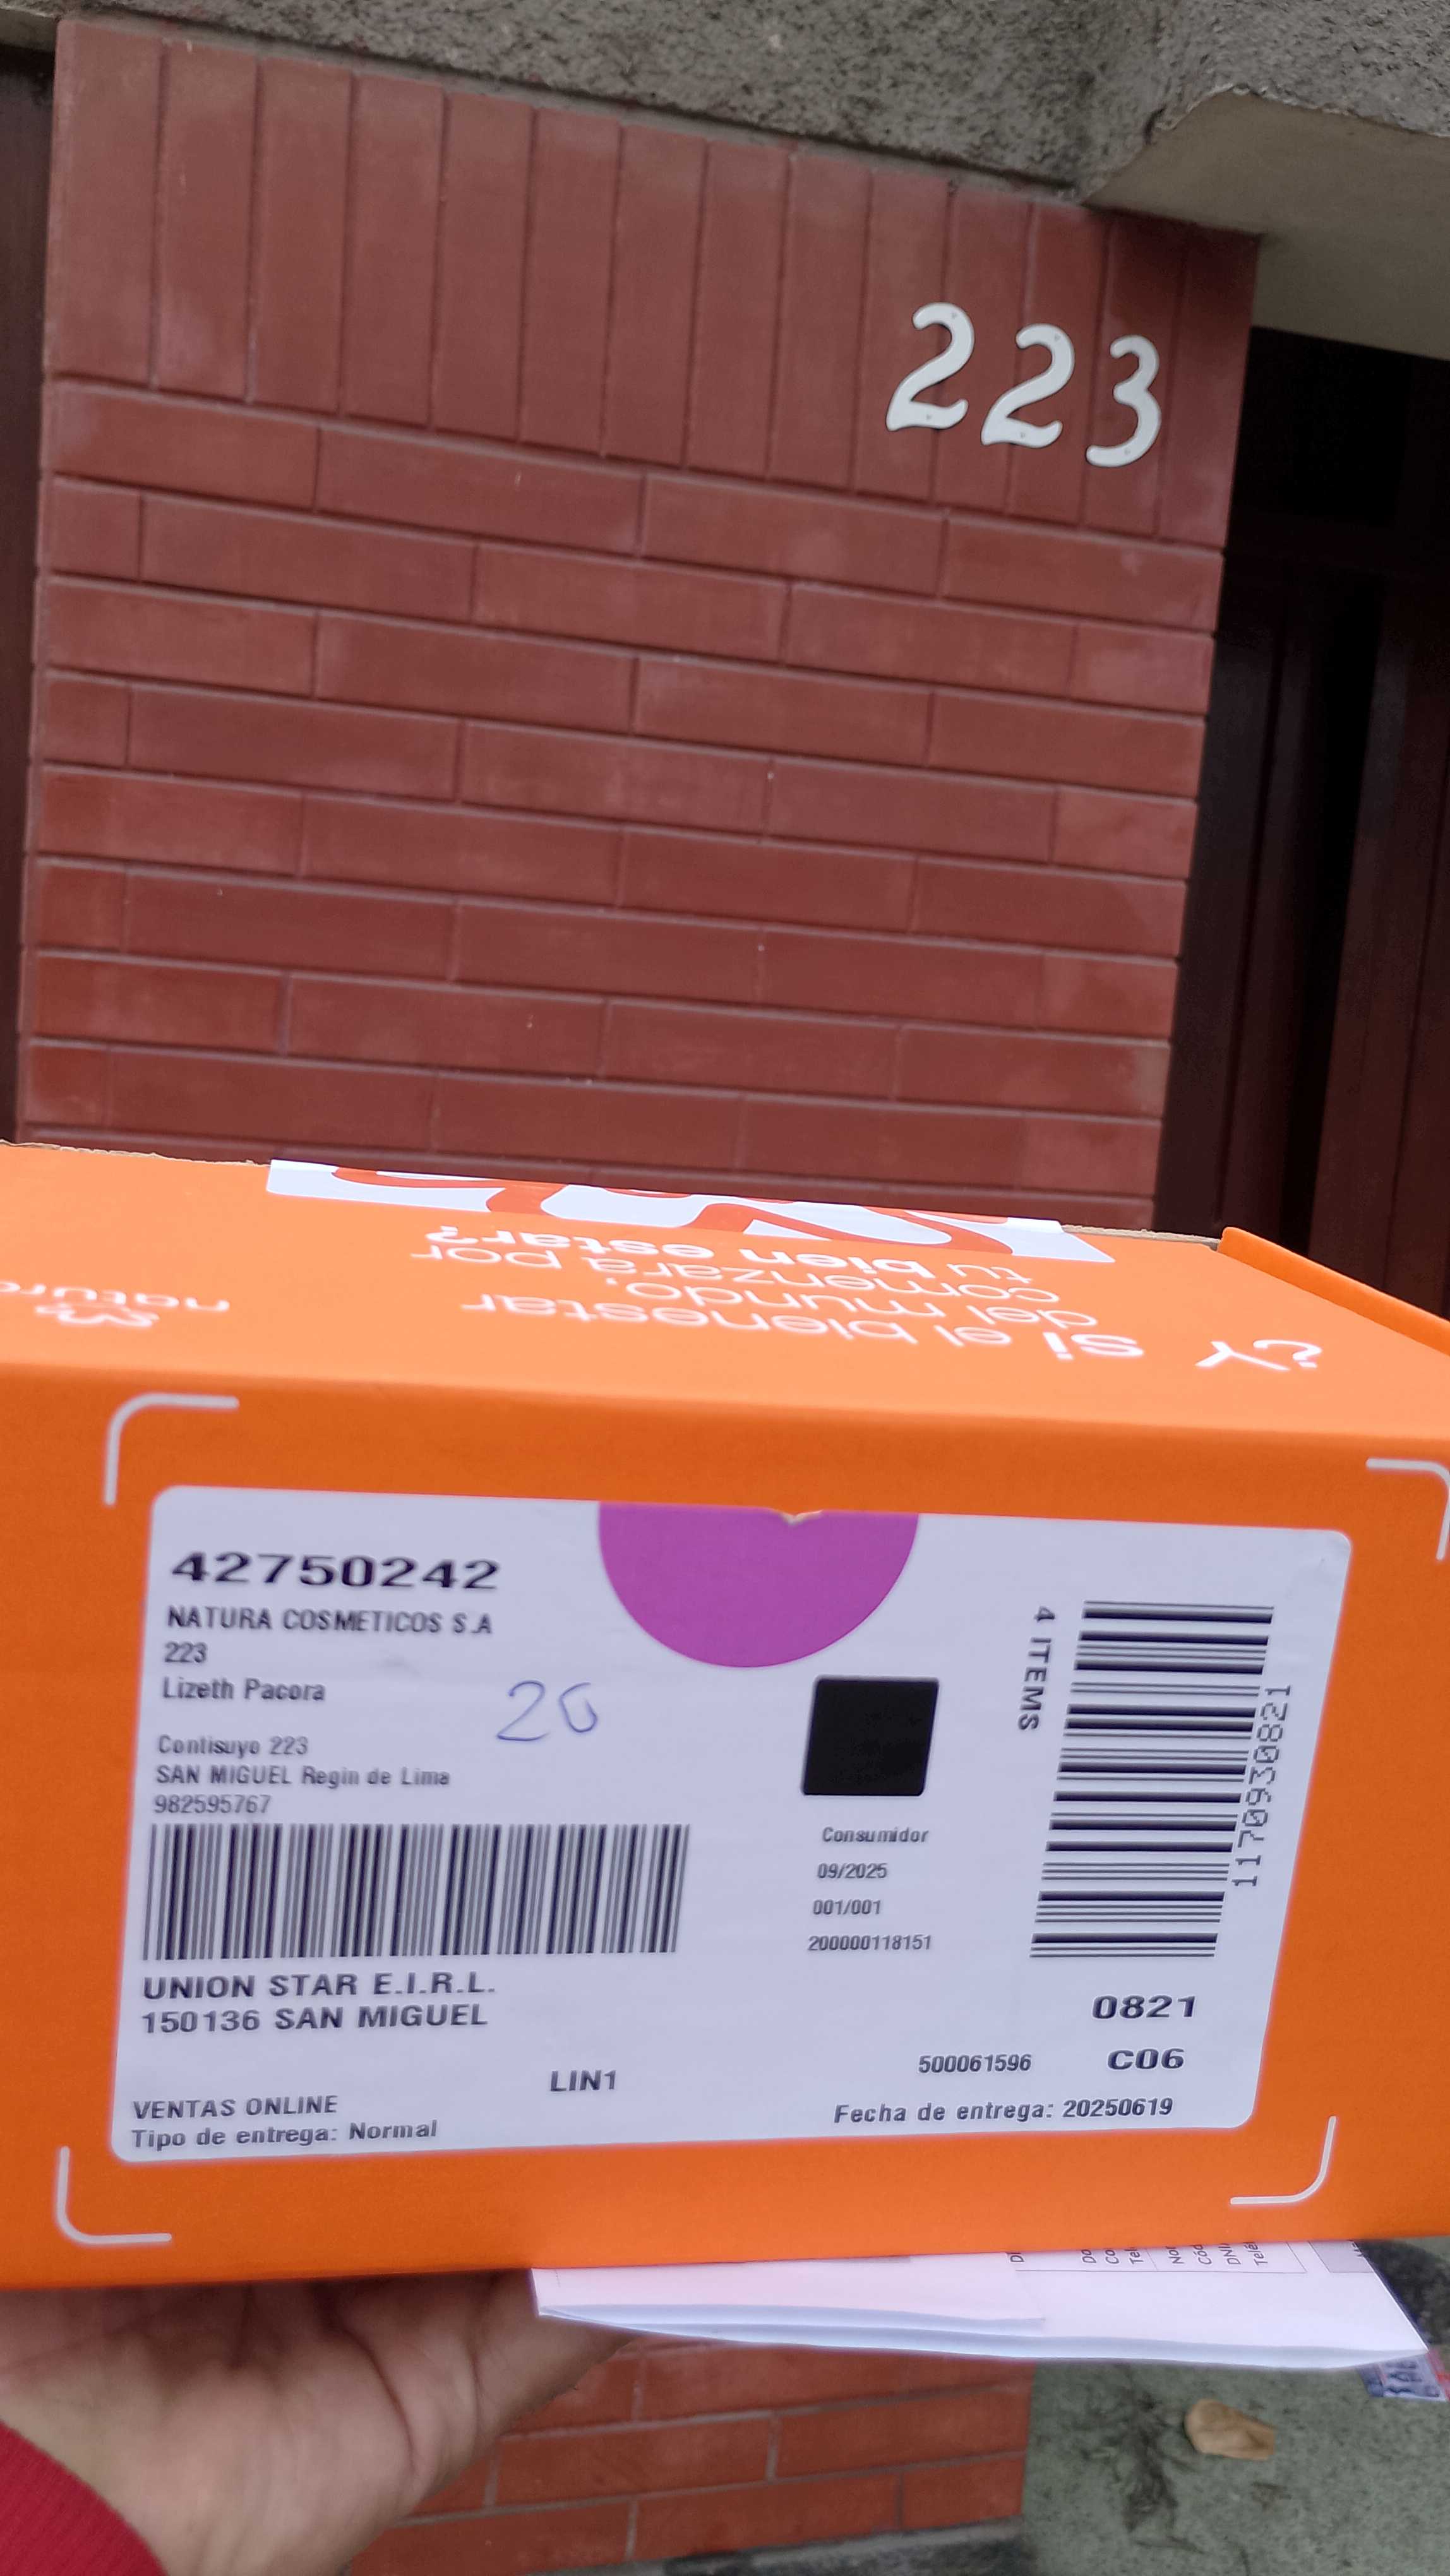 223
natura
¿Y si el bienestar
del mundo,
comenzara por
tu bien estar?
42750242
NATURA COSMETICOS S.A
223
Lizeth Pacora
20
Contisuyo 223
SAN MIGUEL Regin de Lima
982595767
UNION STAR E.I.R.L.
150136 SAN MIGUEL
LIN1
VENTAS ONLINE
Tipo de entrega: Normal
4 ITEMS
1170930821
Consumidor
09/2025
001/001
200000118151
0821
500061596 C06
Fecha de entrega: 20250619